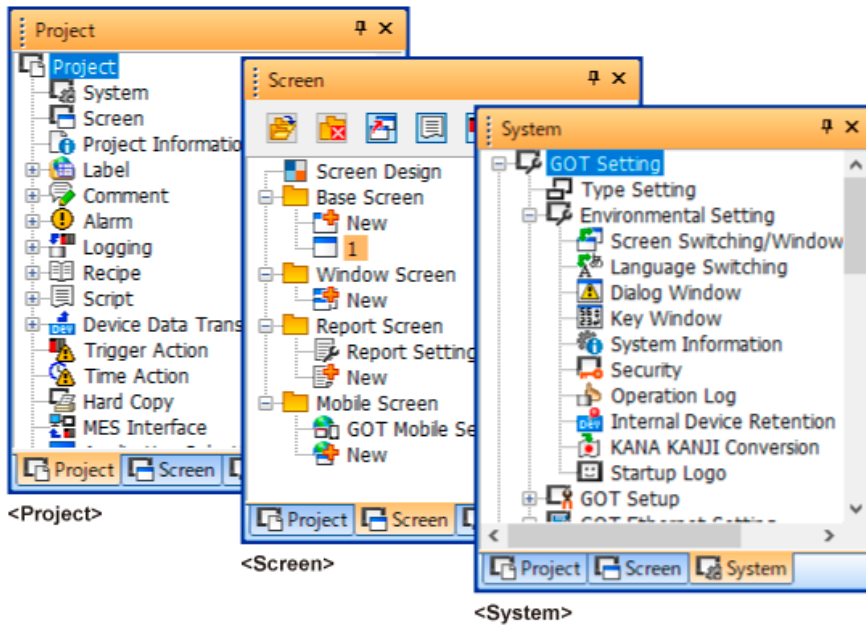 Project
Project
System
Screen
Project Informatio
Label
Comment
Alarm
Logging
Recipe
Script
Device Data Trans
Trigger Action
Time Action
Hard Copy
MES Interface
Project
Screen
<Project>
Screen
Screen Design
Base Screen
New
1
Window Screen
New
Report Screen
Report Setting
New
Mobile Screen
GOT Mobile Se
New
Project
Screen
<Screen>
System
GOT Setting
Type Setting
Environmental Setting
Screen Switching/Window
Language Switching
Dialog Window
Key Window
System Information
Security
Operation Log
Internal Device Retention
KANA KANJI Conversion
Startup Logo
GOT Setup
GOT Ethernet Setting
Project
Screen
System
<System>